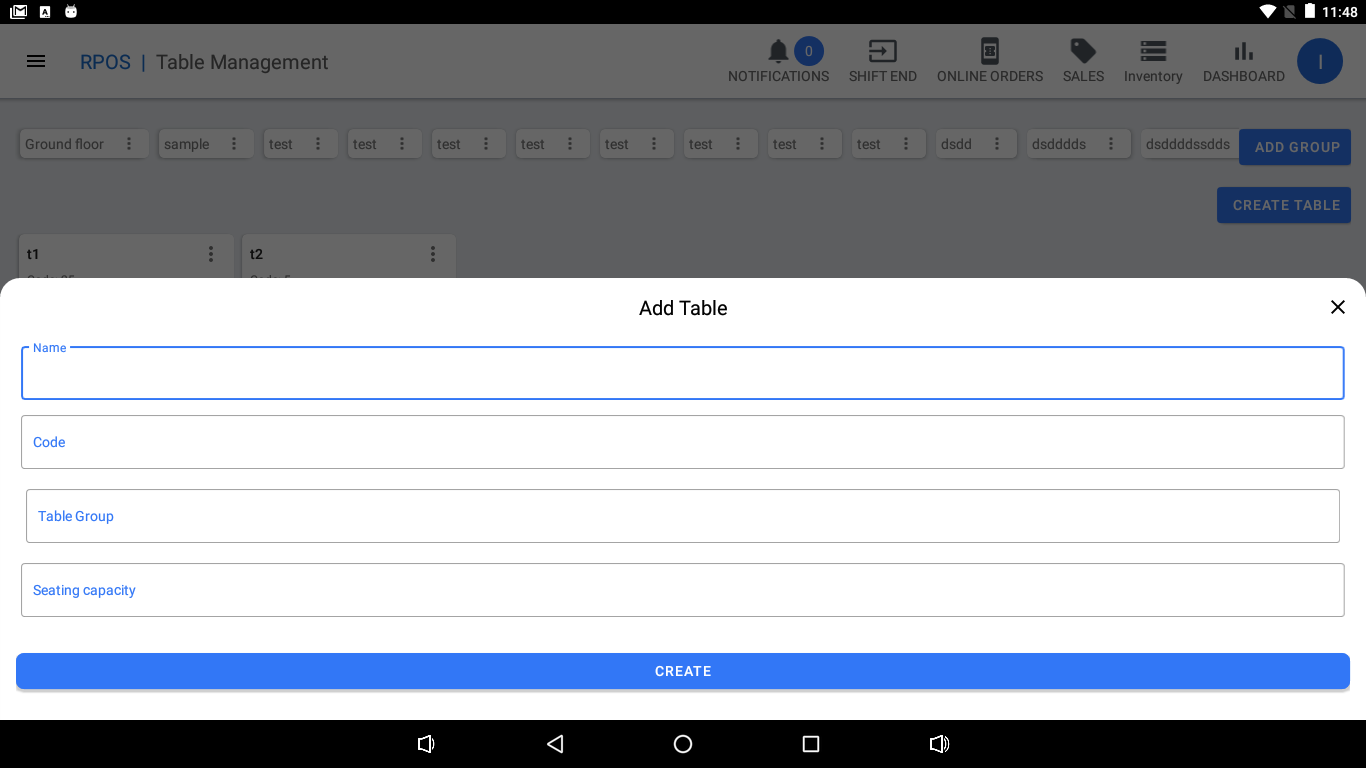 11:48
RPOS | Table Management
0
NOTIFICATIONS SHIFT END ONLINE ORDERS SALES Inventory DASHBOARD
I
Ground floor sample test test test test test test test test dsdd dsdddds dsddddssdds
ADD GROUP
CREATE TABLE
t1 t2
Add Table
Name
Code
Table Group
Seating capacity
CREATE